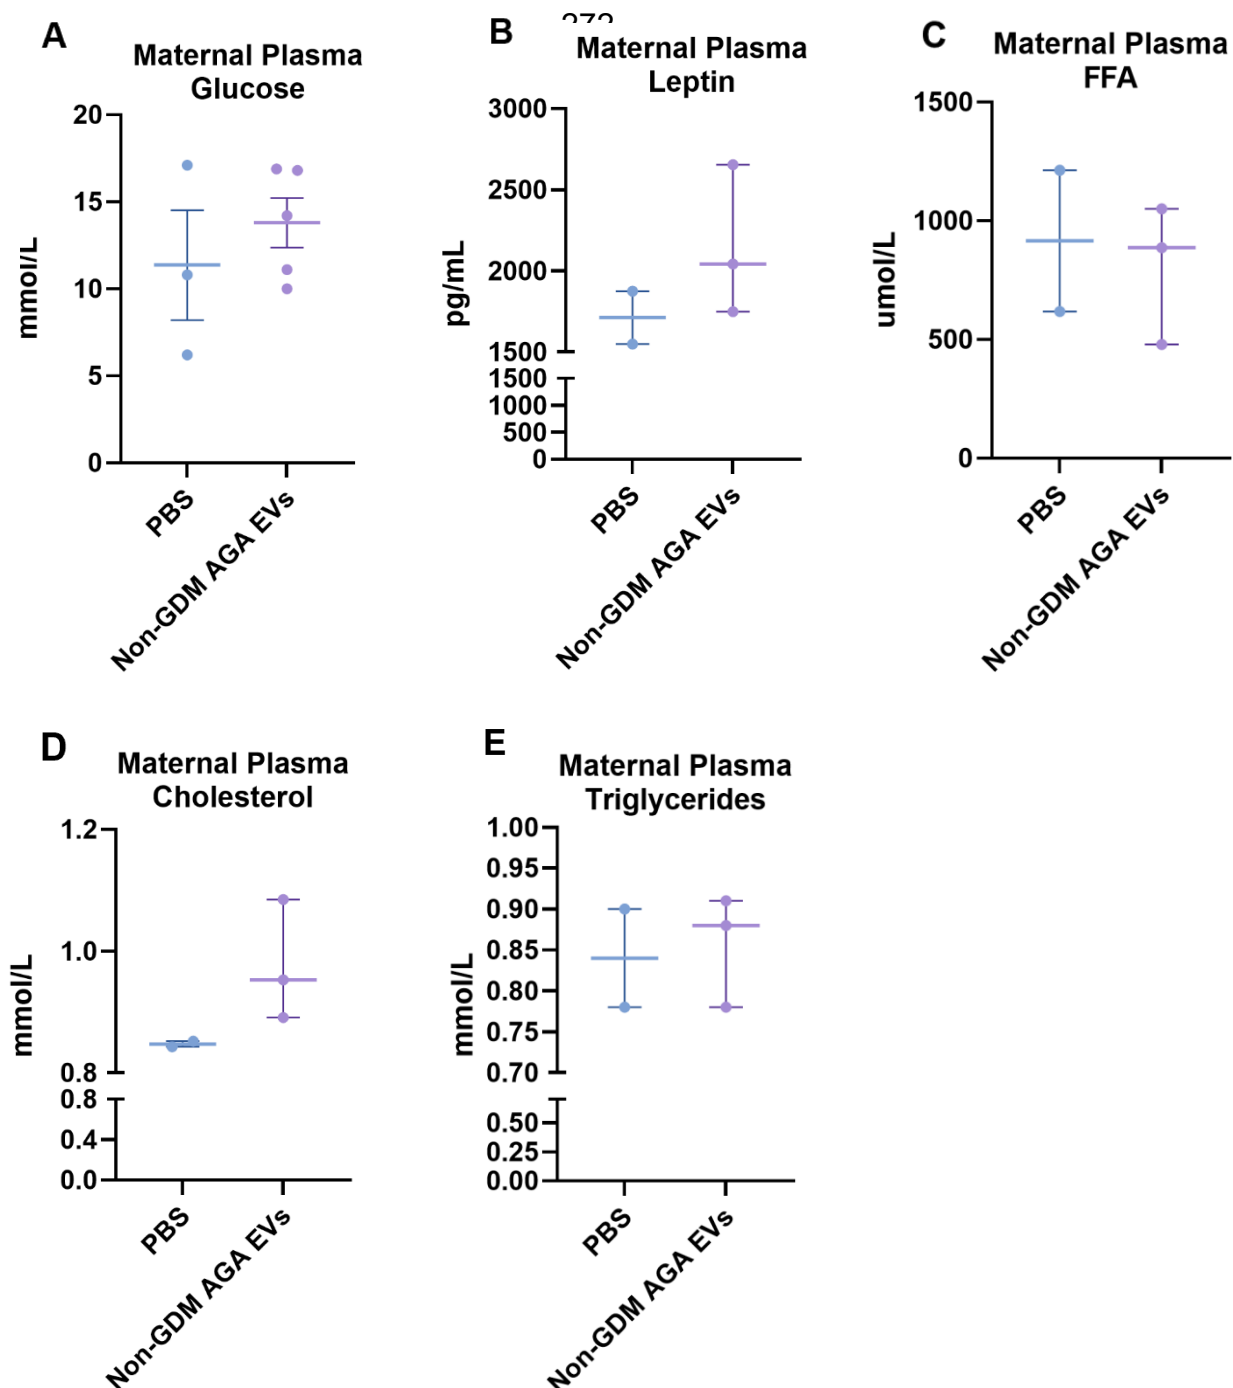 A
Maternal Plasma
Glucose
20
15
10
5
0
mmol/L
PBS
Non-GDM AGA EVs
B
Maternal Plasma
Leptin
3000
2500
2000
1500
1500
1000
500
0
pg/mL
PBS
Non-GDM AGA EVs
C
Maternal Plasma
FFA
1500
1000
500
0
umol/L
PBS
Non-GDM AGA EVs
D
Maternal Plasma
Cholesterol
1.2
1.0
0.8
0.8
0.4
0.0
mmol/L
PBS
Non-GDM AGA EVs
E
Maternal Plasma
Triglycerides
1.00
0.95
0.90
0.85
0.80
0.75
0.70
0.50
0.25
0.00
mmol/L
PBS
Non-GDM AGA EVs